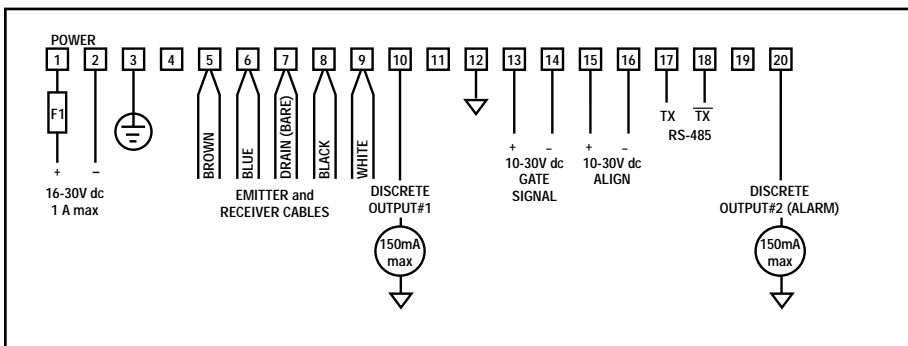 POWER
1 2 3 4 5 6 7 8 9 10 11 12 13 14 15 16 17 18 19 20
F1
+ –
16-30V dc
1 A max
BROWN
BLUE
DRAIN (BARE)
BLACK
WHITE
EMITTER and
RECEIVER CABLES
DISCRETE
OUTPUT#1
150mA
max
+ –
10-30V dc
GATE
SIGNAL
+ –
10-30V dc
ALIGN
TX T̅X̅
RS-485
DISCRETE
OUTPUT#2 (ALARM)
150mA
max